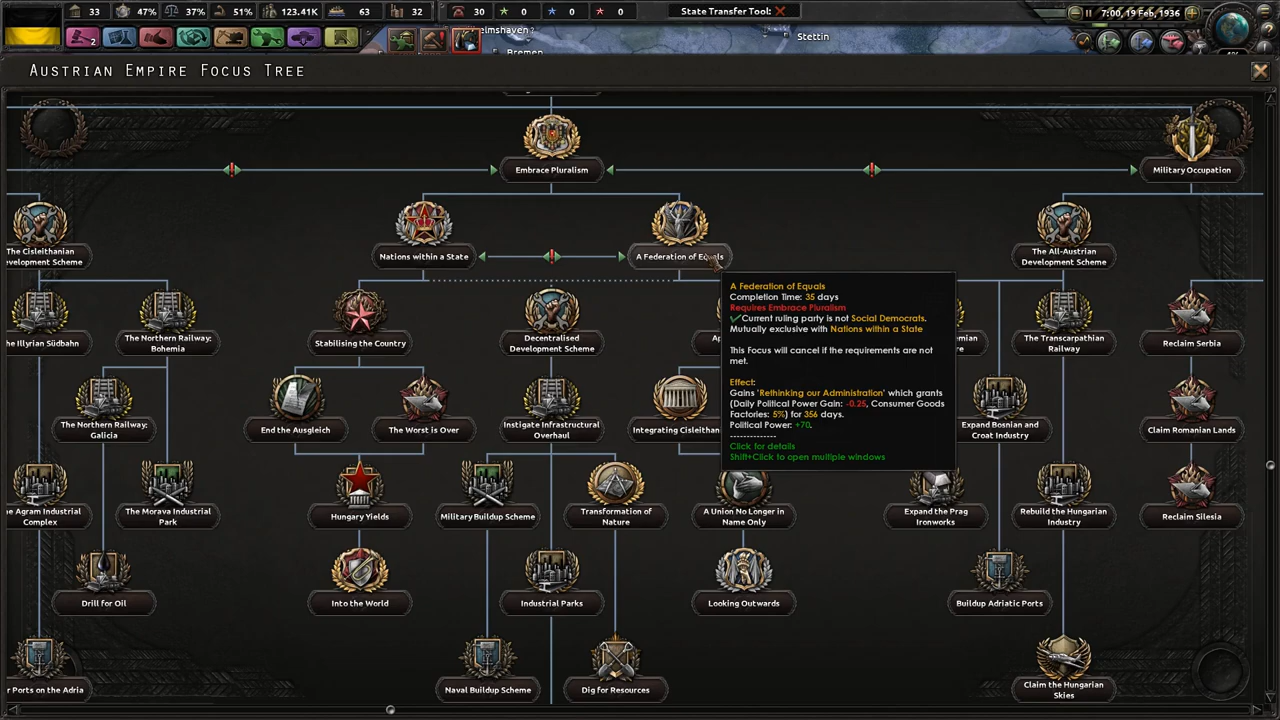 33
47%
37%
51%
123.41K
63
32
30
0
0
0
State Transfer Tool:
7:00, 19 Feb, 1936
2
Stettin
Bremen
AUSTRIAN EMPIRE FOCUS TREE
Embrace Pluralism
Military Occupation
The Cisleithanian
Development Scheme
Nations within a State
A Federation of Equals
The All-Austrian
Development Scheme
A Federation of Equals
Completion Time: 35 days
Requires Embrace Pluralism
Current ruling party is not Social Democrats.
Mutually exclusive with Nations within a State
This Focus will cancel if the requirements are not
met.
Effect:
Gains 'Rethinking our Administration' which grants
(Daily Political Power Gain: -0.25, Consumer Goods
Factories: 5%) for 356 days.
Political Power: +70.
--------------
Click for details
Shift+Click to open multiple windows
he Illyrian Südbahn
The Northern Railway:
Bohemia
Stabilising the Country
Decentralised
Development Scheme
Ap
The Transcarpathian
Railway
Reclaim Serbia
The Northern Railway:
Galicia
End the Ausgleich
The Worst is Over
Instigate Infrastructural
Overhaul
Integrating Cisleithan
Expand Bosnian
and Croat Industry
Claim Romanian Lands
e Agram Industrial
Complex
The Morava Industrial
Park
Hungary Yields
Military Buildup Scheme
Transformation of
Nature
A Union No Longer in
Name Only
Expand the Prag
Ironworks
Rebuild the Hungarian
Industry
Reclaim Silesia
Drill for Oil
Into the World
Industrial Parks
Looking Outwards
Buildup Adriatic Ports
r Ports on the Adria
Naval Buildup Scheme
Dig for Resources
Claim the Hungarian
Skies